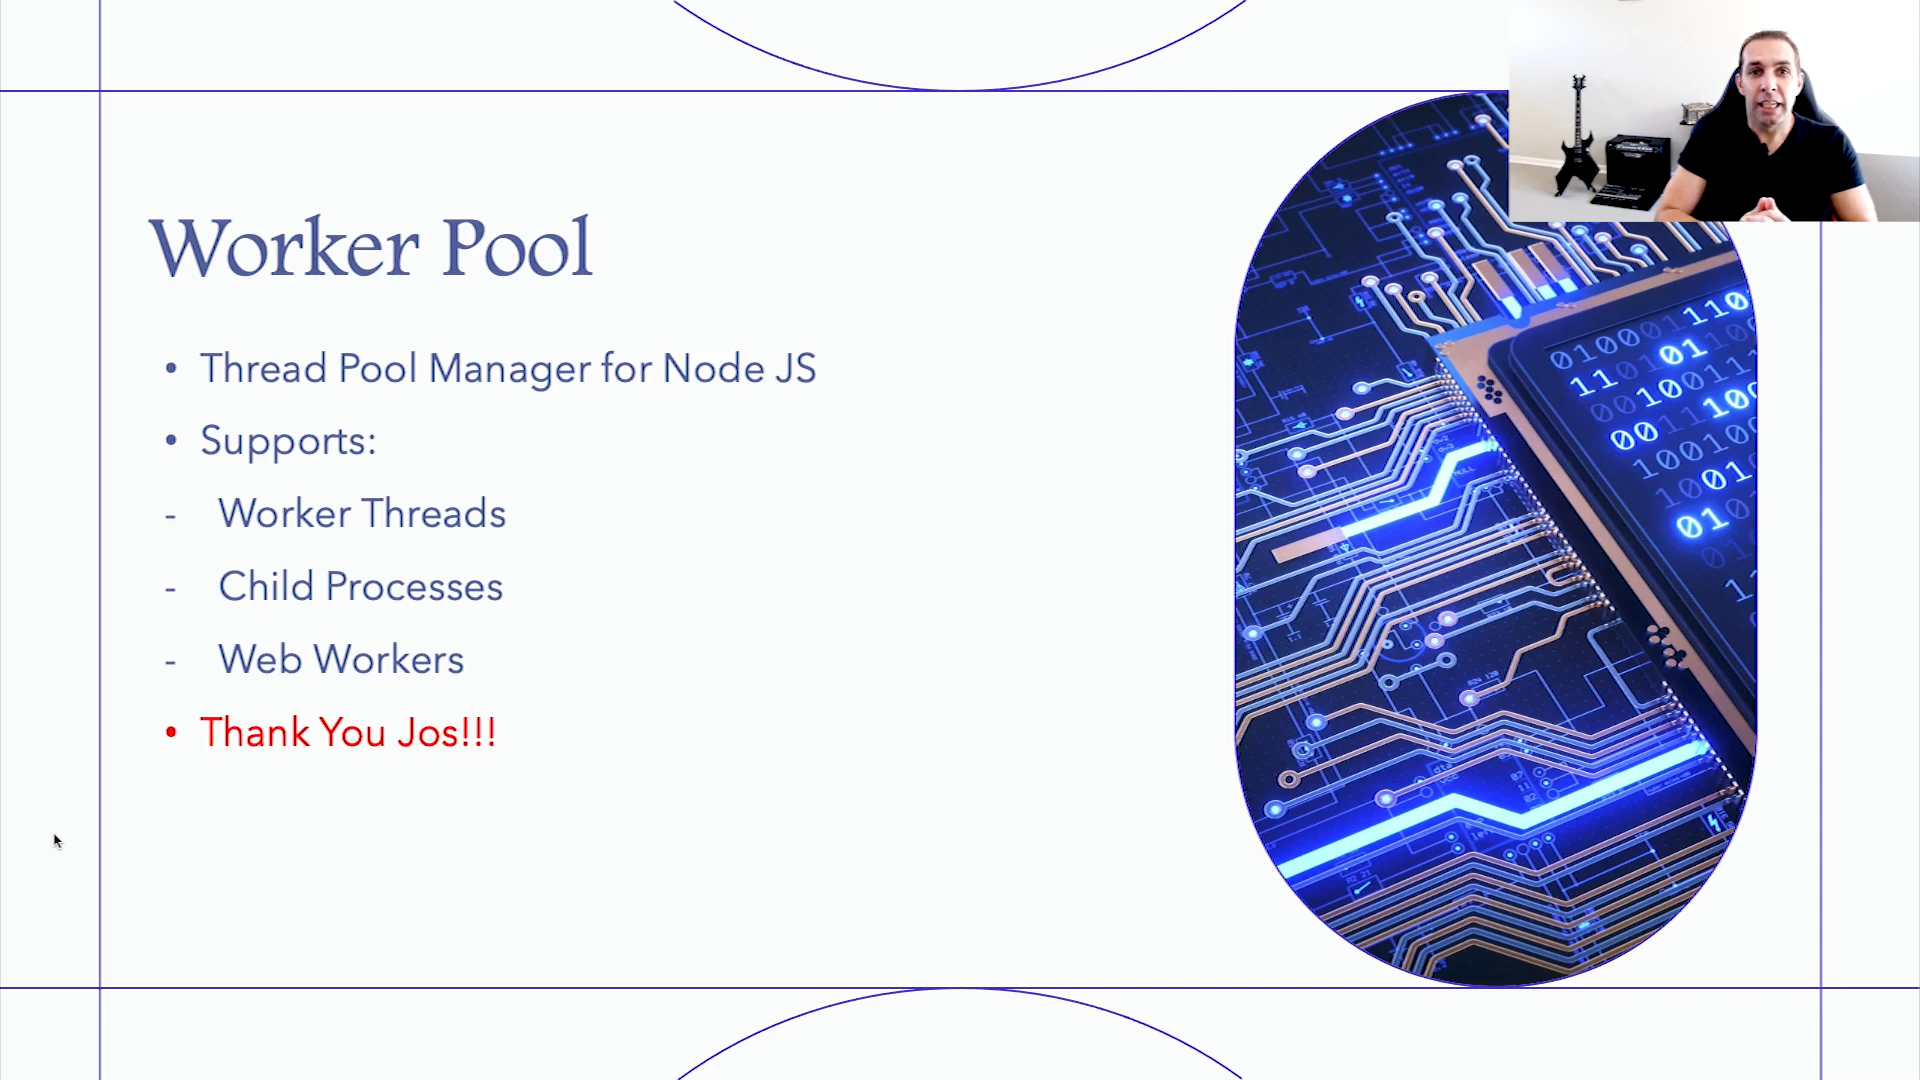 Worker Pool
• Thread Pool Manager for Node JS
• Supports:
- Worker Threads
- Child Processes
- Web Workers
• Thank You Jos!!!